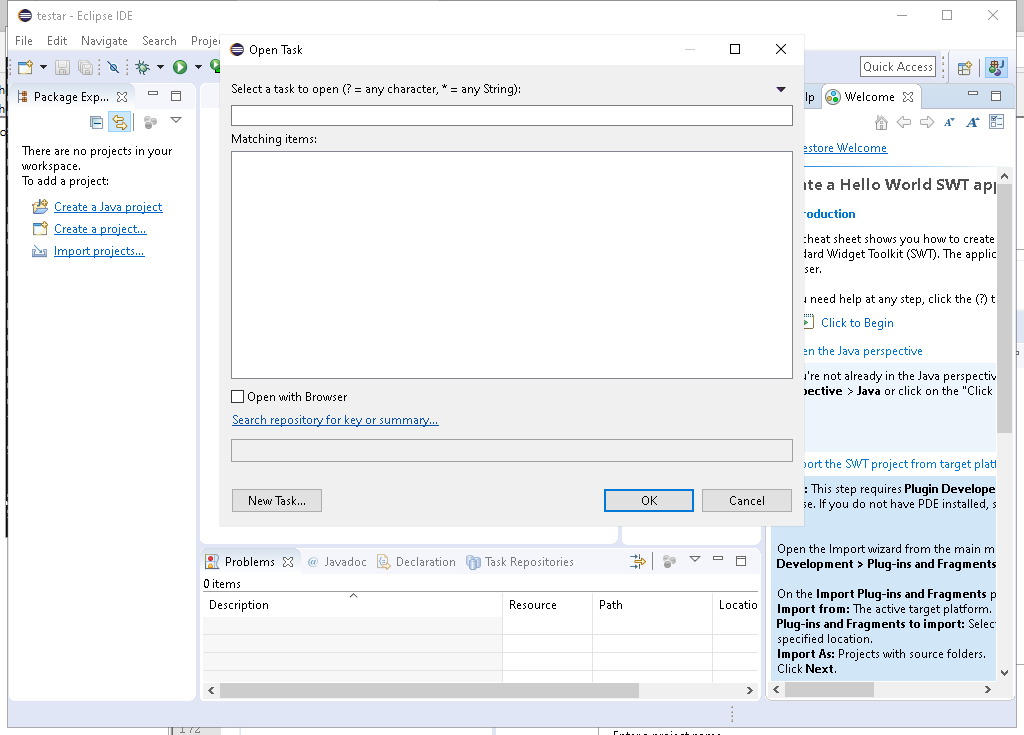 testar - Eclipse IDE
File Edit Navigate Search Proje
Quick Access
Open Task
Select a task to open (? = any character, * = any String):
Matching items:
Open with Browser
Search repository for key or summary...
New Task...
OK
Cancel
Package Exp...
There are no projects in your
workspace.
To add a project:
Create a Java project
Create a project...
Import projects...
lp
Welcome
estore Welcome
te a Hello World SWT app
roduction
cheat sheet shows you how to create
dard Widget Toolkit (SWT). The applic
ser.
u need help at any step, click the (?) t
Click to Begin
en the Java perspective
u're not already in the Java perspectiv
pective > Java or click on the "Click
port the SWT project from target platf
: This step requires Plugin Develope
se. If you do not have PDE installed, s
Open the Import wizard from the main m
Development > Plug-ins and Fragments
On the Import Plug-ins and Fragments p
Import from: The active target platform.
Plug-ins and Fragments to import: Selec
specified location.
Import As: Projects with source folders.
Click Next.
Problems
Javadoc
Declaration
Task Repositories
0 items
Description
Resource
Path
Locatio
172